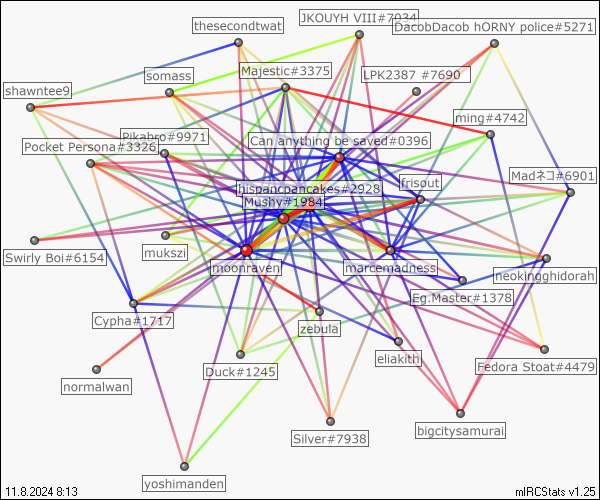 thesecondtwat
JKOUYH VIII#7034
DacobDacob hORNY police#5271
somass
Majestic#3375
LPK2387 #7690
shawntee9
ming#4742
Pikabro#9971
Can anything be saved#0396
Pocket Persona#3326
hispancpancakes#2928
frisøut
Madネコ#6901
Mushy#1984
Swirly Boi#6154
mukszi
moonraven
marcemadness
neokingghidorah
Eg.Master#1378
Cypha#1717
zebula
eliakith
Duck#1245
Fedora Stoat#4479
normalwan
Silver#7938
bigcitysamurai
yoshimanden
11.8.2024 8:13
mIRCStats v1.25